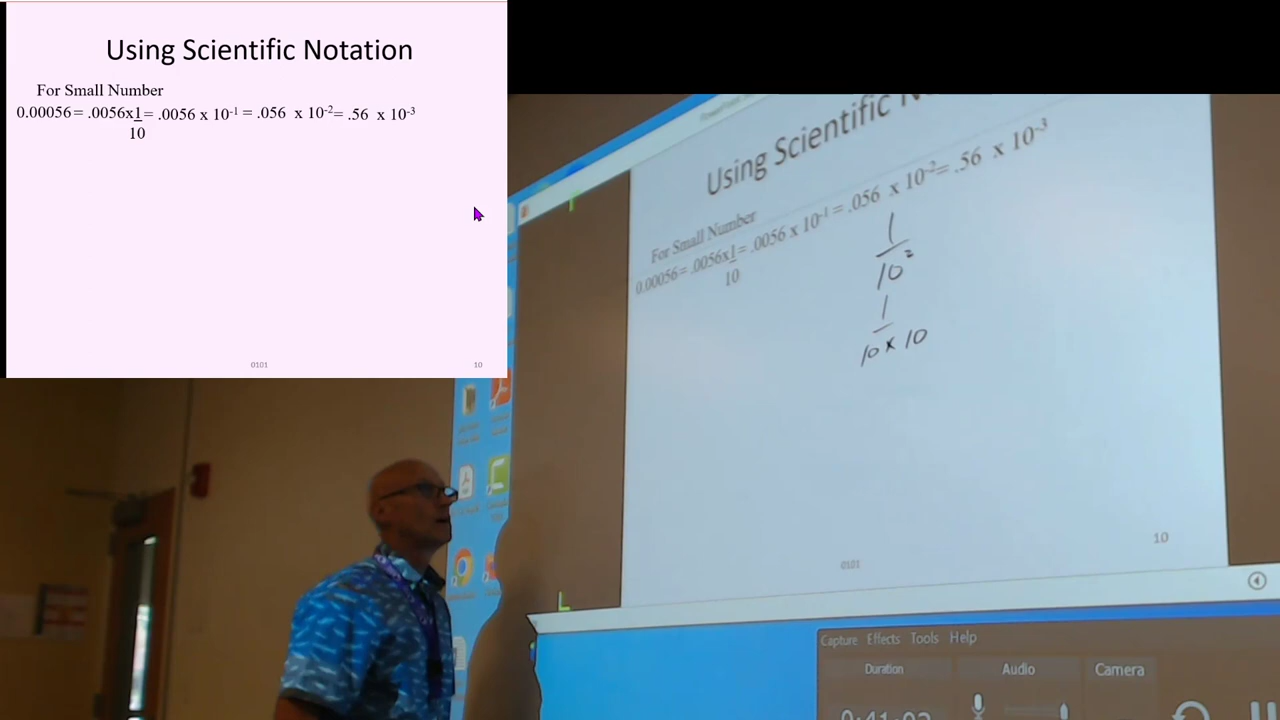 Using Scientific Notation
For Small Number
0.00056 = .0056x1 = .0056 x 10-1 = .056 x 10-2 = .56 x 10-3
10
0101
10
Using Scientific
For Small Number
0.00056 = .0056x1 = .0056 x 10-1 = .056 x 10-2 = .56 x 10-3
10
1
10²
1
10 x 10
0101
10
Capture Effects Tools Help
Duration Audio Camera